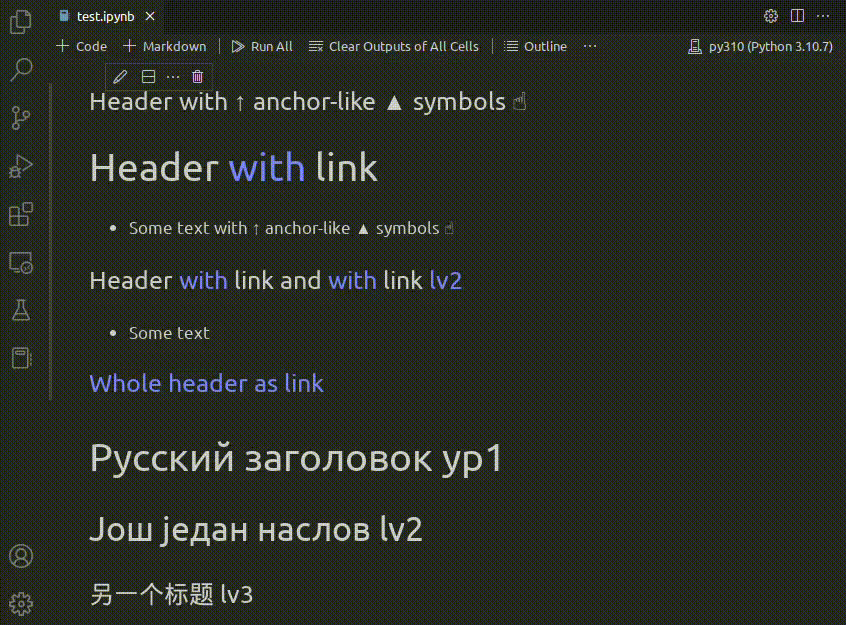 test.ipynb
Code Markdown Run All Clear Outputs of All Cells Outline ... py310 (Python 3.10.7)
Header with ↑ anchor-like ▲ symbols ☝
Header with link
• Some text with ↑ anchor-like ▲ symbols ☝
Header with link and with link lv2
• Some text
Whole header as link
Русский заголовок ур1
Још један наслов lv2
另一个标题 lv3